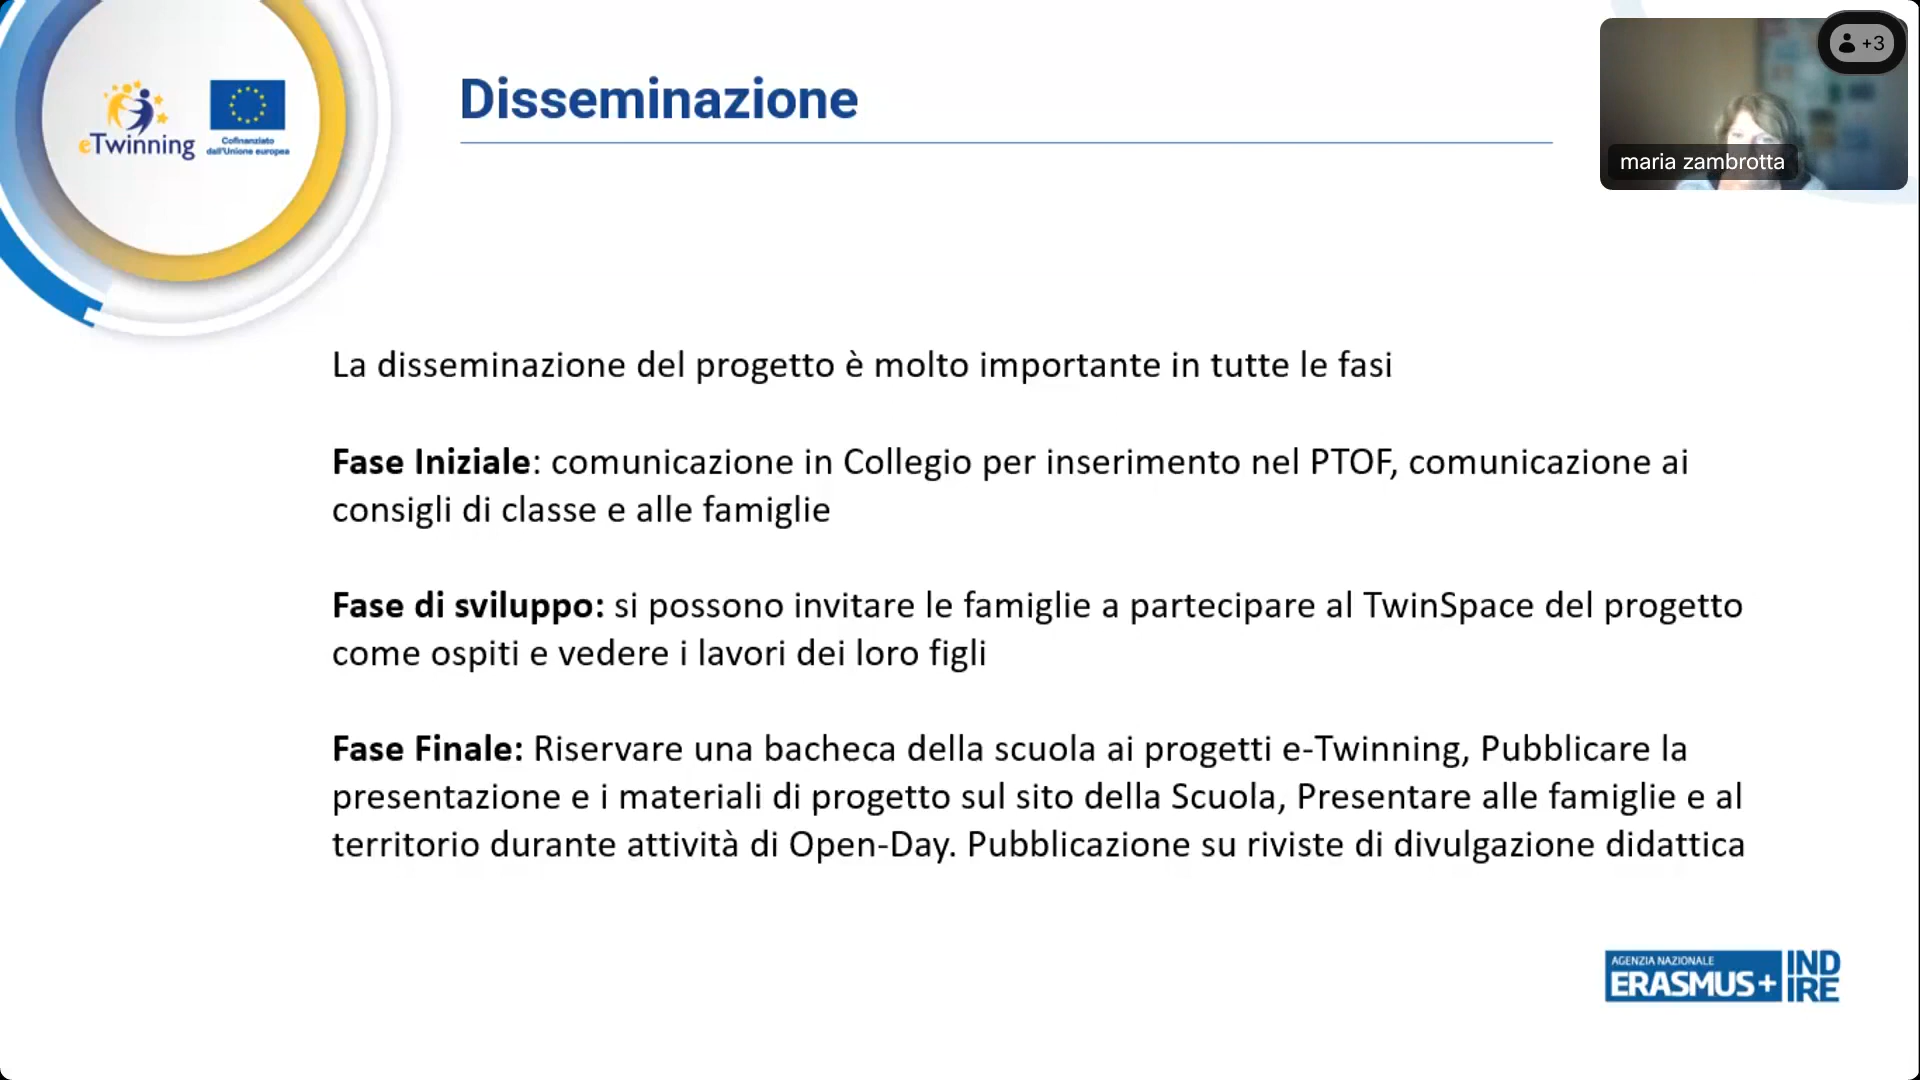 eTwinning
Cofinanziato
dall'Unione europea
Disseminazione
+3
maria zambrotta
La disseminazione del progetto è molto importante in tutte le fasi
Fase Iniziale: comunicazione in Collegio per inserimento nel PTOF, comunicazione ai
consigli di classe e alle famiglie
Fase di sviluppo: si possono invitare le famiglie a partecipare al TwinSpace del progetto
come ospiti e vedere i lavori dei loro figli
Fase Finale: Riservare una bacheca della scuola ai progetti e-Twinning, Pubblicare la
presentazione e i materiali di progetto sul sito della Scuola, Presentare alle famiglie e al
territorio durante attività di Open-Day. Pubblicazione su riviste di divulgazione didattica
AGENZIA NAZIONALE
ERASMUS+
IND
IRE